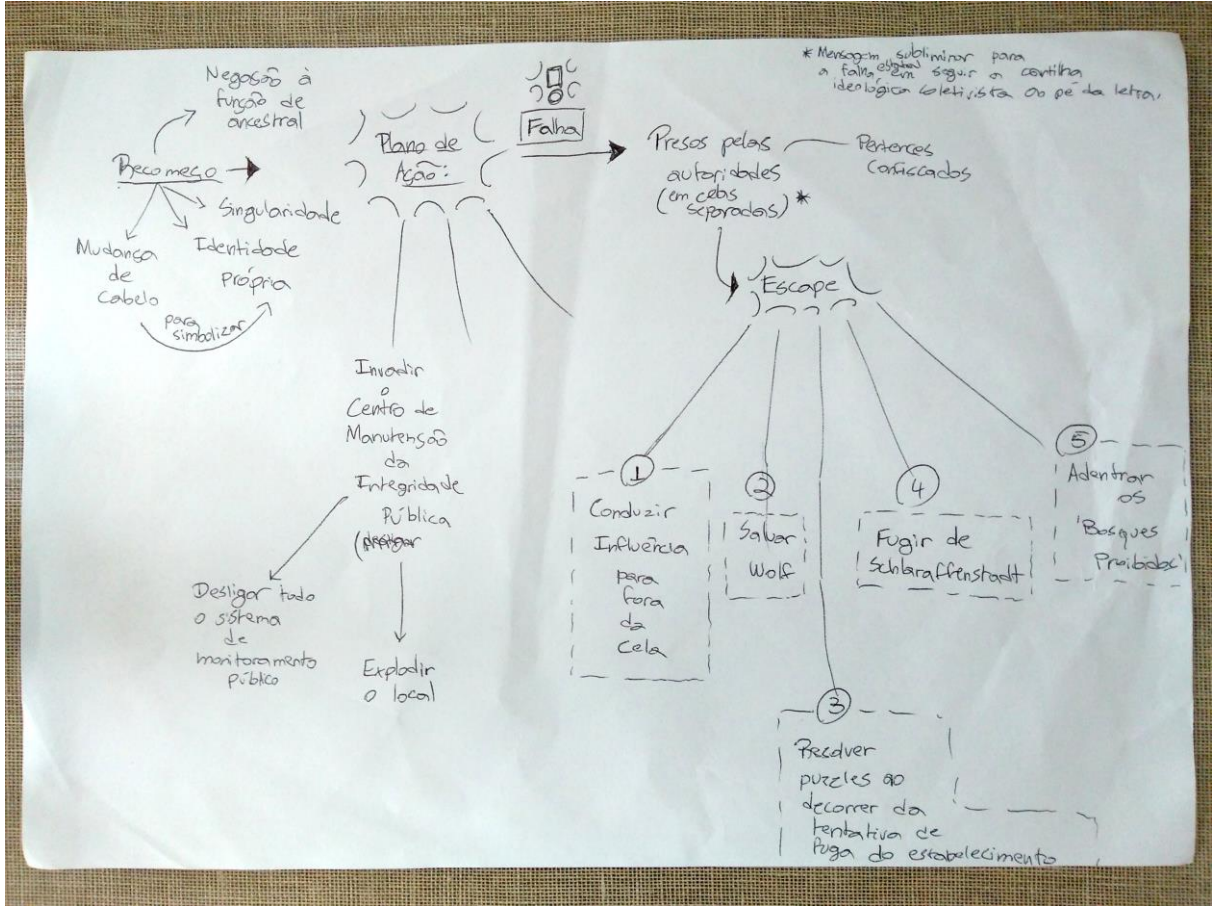 Negação à
função de
ancestral
Recomeço
Singularidade
Identidade
própria
Mudança
de
cabelo
para
simbolizar
Plano de
Ação:
Invadir
o
Centro de
Manutenção
da
Integridade
Pública
(
Desligar todo
o sistema
de
monitoramento
público
Explodir
o local
Falha
Presos pelas
autoridades
(em celas
separadas) *
Pertences
Confiscados
* Mensagem subliminar para
a falha em seguir a cartilha
ideológica coletivista ao pé da letra.
Escape
1
Conduzir
Influência
para
fora
da
Cela
2
Salvar
Wolf
3
Resolver
puzzles ao
decorrer da
tentativa de
fuga do estabelecimento
4
Fugir de
Schlaraffenstadt
5
Adentrar
os
'Bosques
Proibidos'